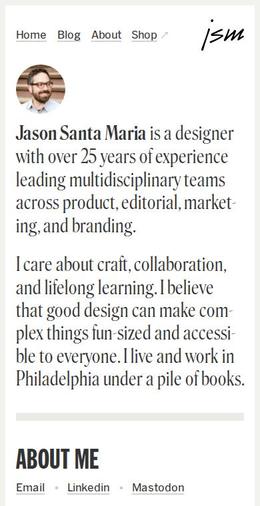 Home Blog About Shop ↗
jsm
Jason Santa Maria is a designer
with over 25 years of experience
leading multidisciplinary teams
across product, editorial, market-
ing, and branding.
I care about craft, collaboration,
and lifelong learning. I believe
that good design can make com-
plex things fun-sized and accessi-
ble to everyone. I live and work in
Philadelphia under a pile of books.
ABOUT ME
Email • Linkedin • Mastodon